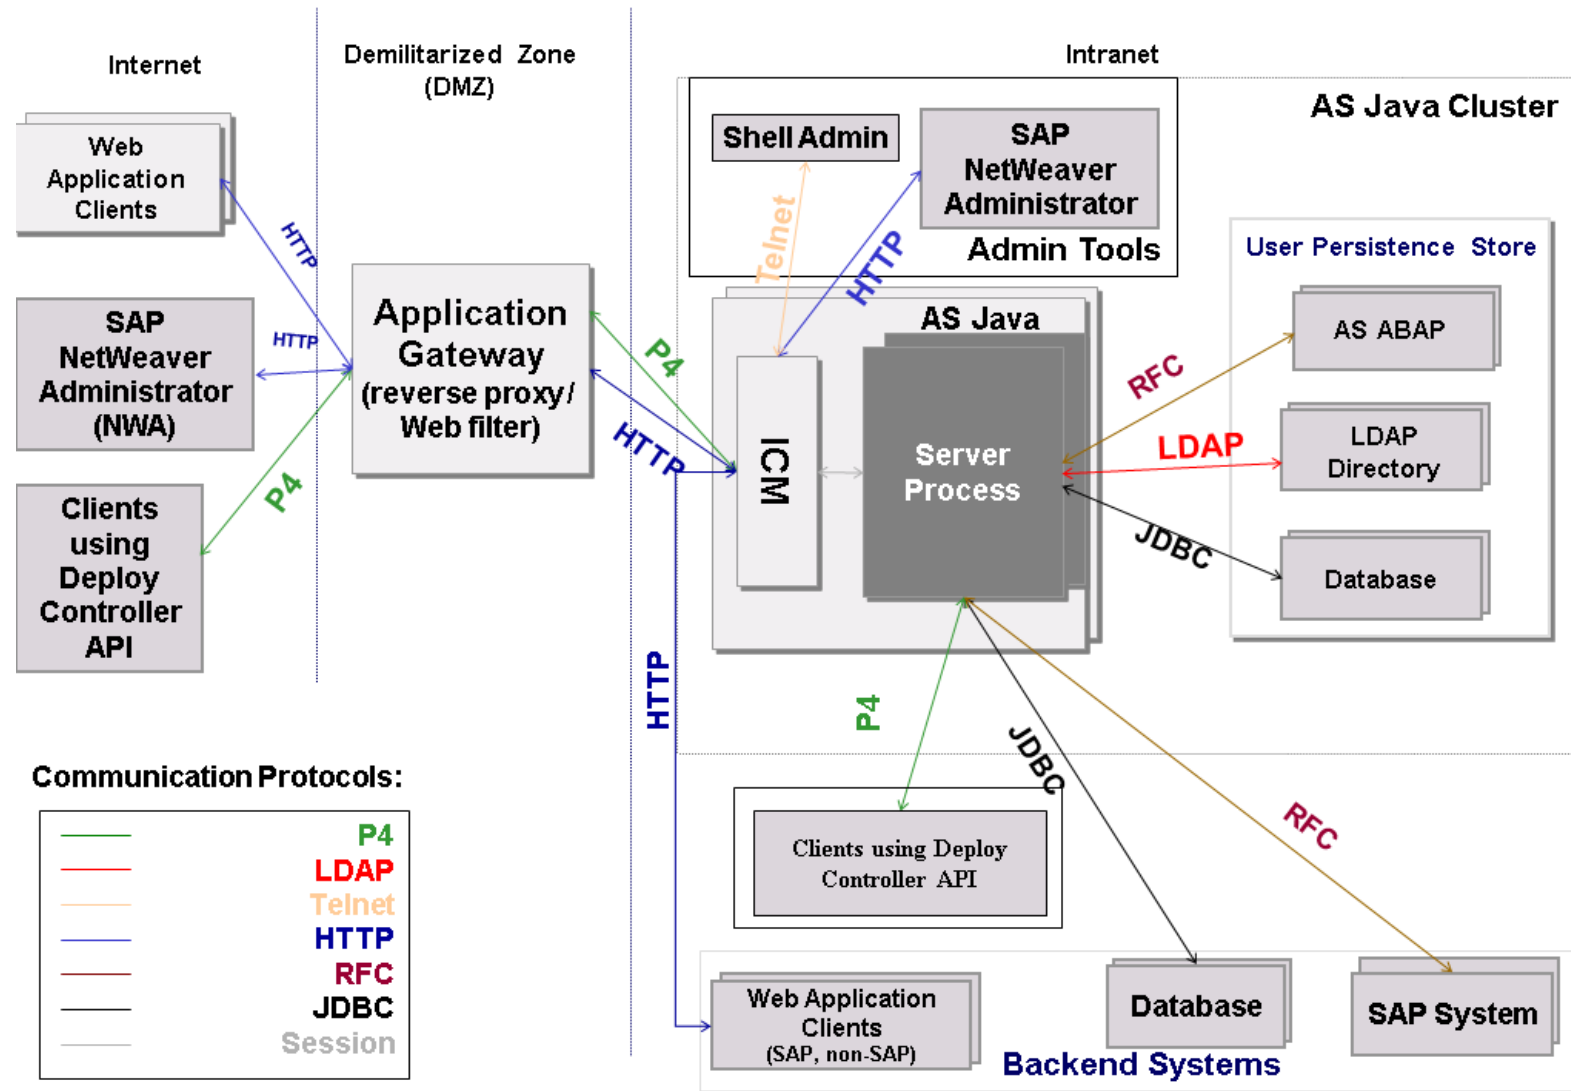 Internet
Demilitarized Zone
(DMZ)
Intranet
AS Java Cluster
Web
Application
Clients
SAP
NetWeaver
Administrator
(NWA)
Clients
using
Deploy
Controller
API
HTTP
HTTP
P4
Application
Gateway
(reverse proxy/
Web filter)
P4
HTTP
HTTP
Shell Admin
SAP
NetWeaver
Administrator
Admin Tools
Telnet
HTTP
AS Java
ICM
Server
Process
User Persistence Store
AS ABAP
LDAP
Directory
Database
RFC
LDAP
JDBC
P4
JDBC
RFC
Clients using Deploy
Controller API
Web Application
Clients
(SAP, non-SAP)
Database
SAP System
Backend Systems
Communication Protocols:
P4
LDAP
Telnet
HTTP
RFC
JDBC
Session